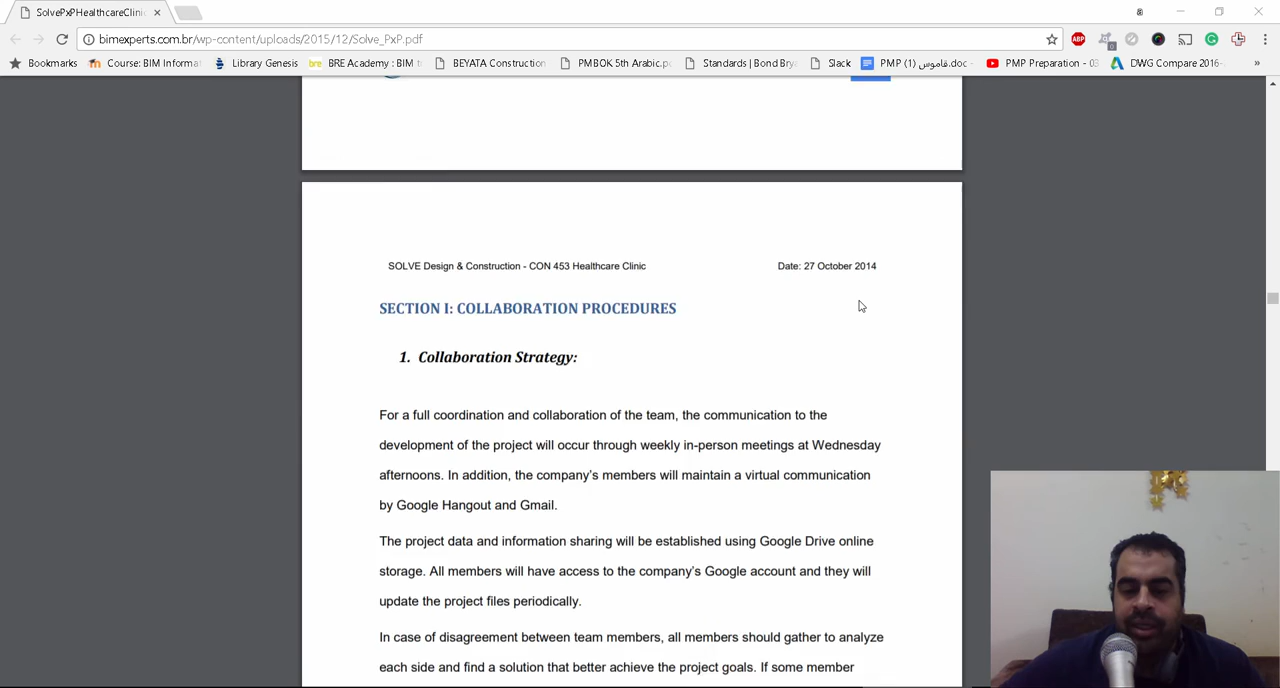 SolvePxPHealthcareClini
bimexperts.com.br/wp-content/uploads/2015/12/Solve_PxP.pdf
ABP
0
Bookmarks
Course: BIM Informat
Library Genesis
bre BRE Academy : BIM
BEYATA Construction
PMBOK 5th Arabic.p
Standards | Bond Bry
Slack
PMP (1) قاموس.doc
PMP Preparation - 03
DWG Compare 2016-
»
SOLVE Design & Construction - CON 453 Healthcare Clinic Date: 27 October 2014
SECTION I: COLLABORATION PROCEDURES
1. Collaboration Strategy:
For a full coordination and collaboration of the team, the communication to the
development of the project will occur through weekly in-person meetings at Wednesday
afternoons. In addition, the company's members will maintain a virtual communication
by Google Hangout and Gmail.
The project data and information sharing will be established using Google Drive online
storage. All members will have access to the company's Google account and they will
update the project files periodically.
In case of disagreement between team members, all members should gather to analyze
each side and find a solution that better achieve the project goals. If some member